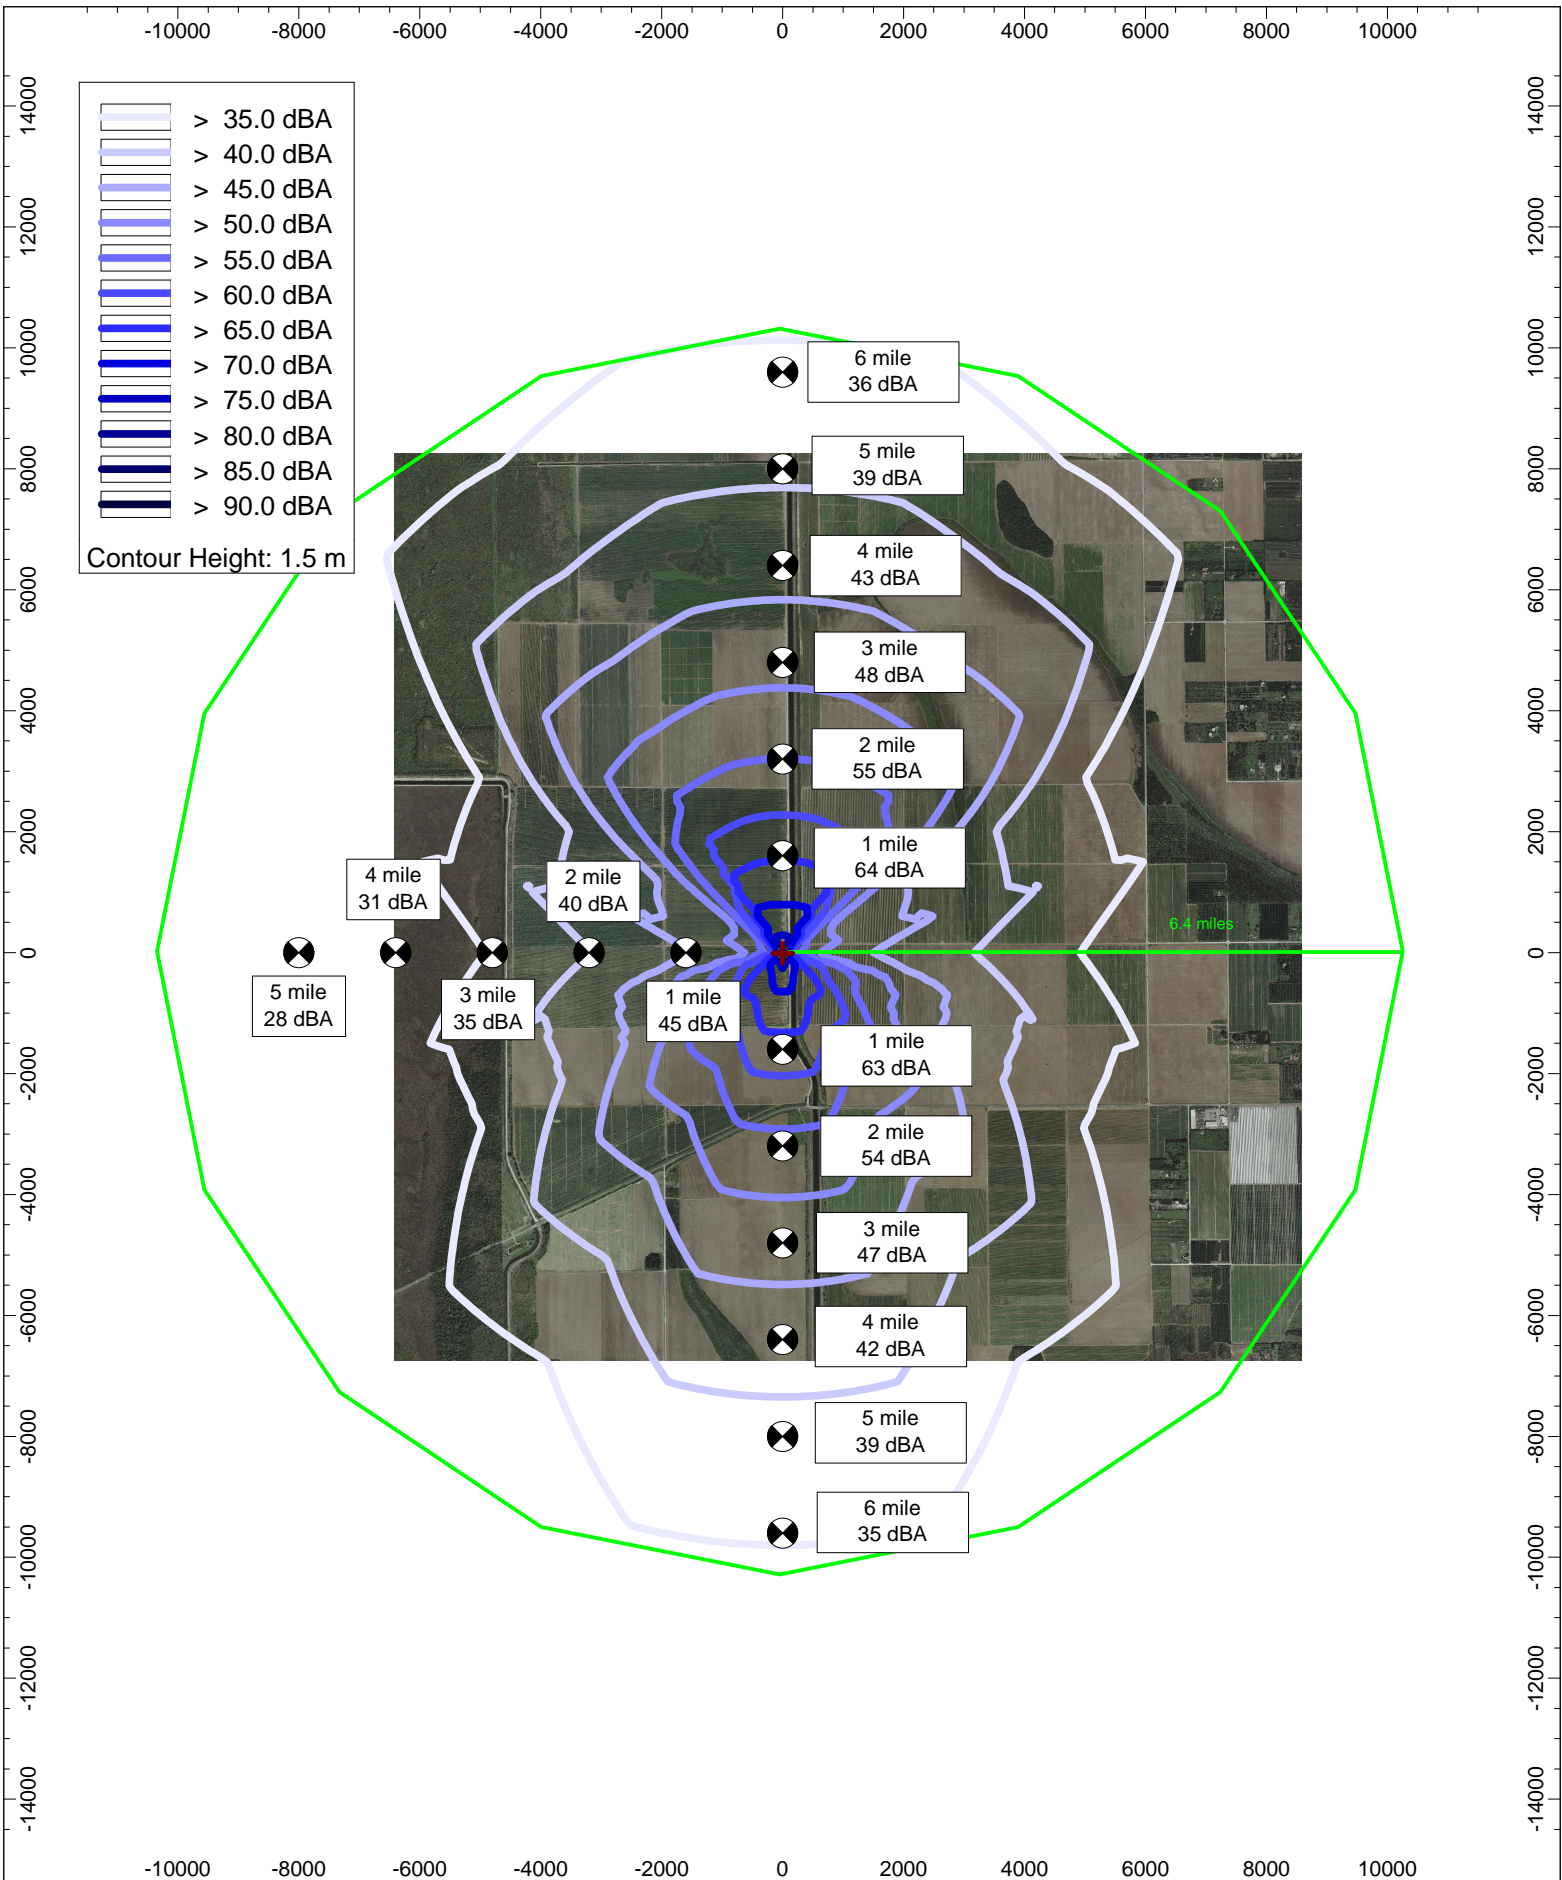 -10000 -8000 -6000 -4000 -2000 0 2000 4000 6000 8000 10000
14000
12000
10000
8000
6000
4000
2000
0
-2000
-4000
-6000
-8000
-10000
-12000
-14000
> 35.0 dBA
> 40.0 dBA
> 45.0 dBA
> 50.0 dBA
> 55.0 dBA
> 60.0 dBA
> 65.0 dBA
> 70.0 dBA
> 75.0 dBA
> 80.0 dBA
> 85.0 dBA
> 90.0 dBA
Contour Height: 1.5 m
6 mile
36 dBA
5 mile
39 dBA
4 mile
43 dBA
3 mile
48 dBA
2 mile
55 dBA
1 mile
64 dBA
4 mile
31 dBA
2 mile
40 dBA
6.4 miles
5 mile
28 dBA
3 mile
35 dBA
1 mile
45 dBA
1 mile
63 dBA
2 mile
54 dBA
3 mile
47 dBA
4 mile
42 dBA
5 mile
39 dBA
6 mile
35 dBA
14000
12000
10000
8000
6000
4000
2000
0
-2000
-4000
-6000
-8000
-10000
-12000
-14000
-10000 -8000 -6000 -4000 -2000 0 2000 4000 6000 8000 10000